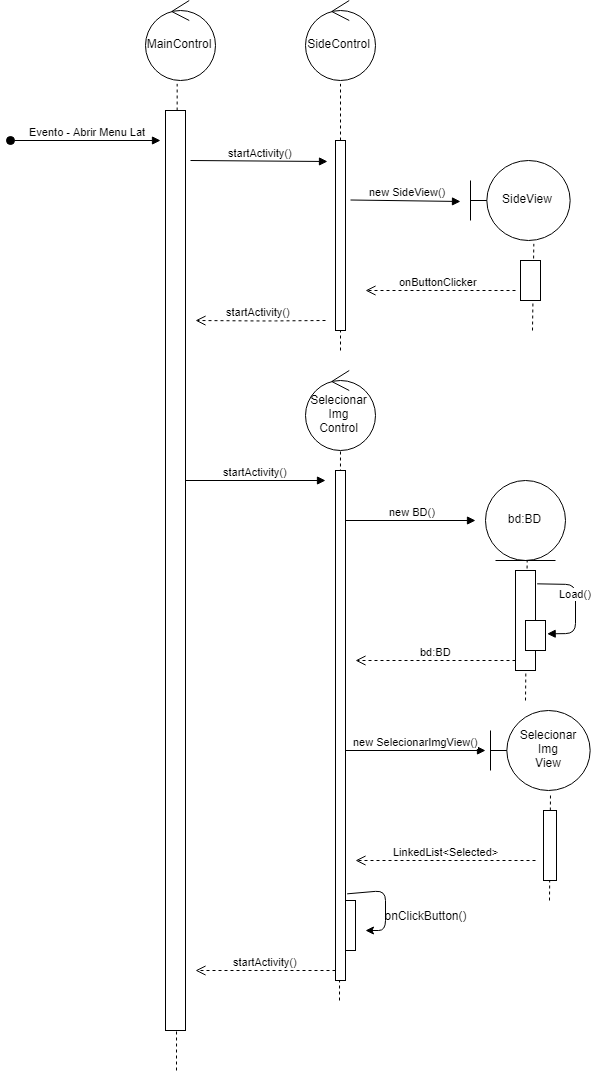 MainControl
SideControl
Evento - Abrir Menu Lat
startActivity()
new SideView()
SideView
onButtonClicker
startActivity()
Selecionar
Img
Control
startActivity()
new BD()
bd:BD
Load()
bd:BD
new SelecionarImgView()
Selecionar
Img
View
LinkedList<Selected>
onClickButton()
startActivity()